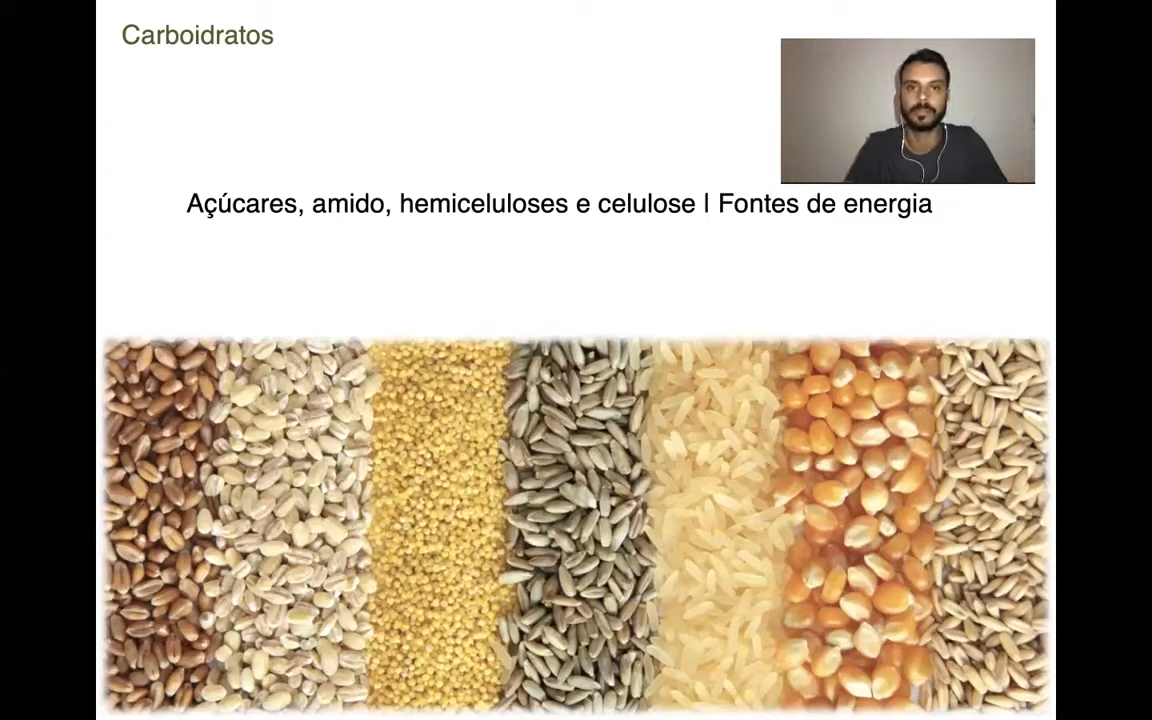 Carboidratos
Açúcares, amido, hemiceluloses e celulose | Fontes de energia